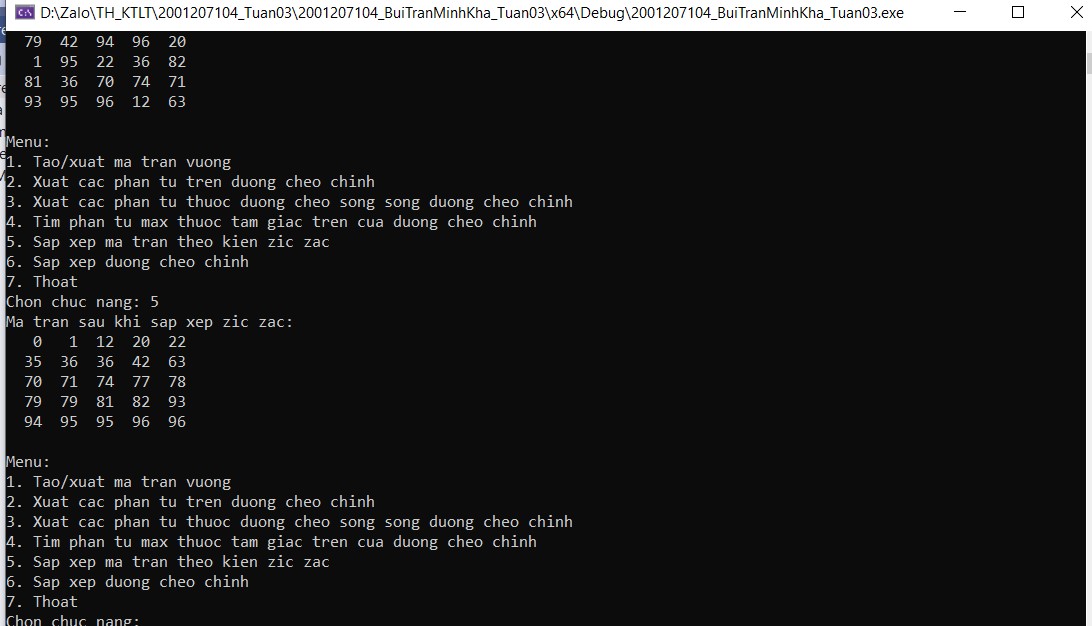 D:\Zalo\TH_KTLT\2001207104_Tuan03\2001207104_BuiTranMinhKha_Tuan03\x64\Debug\2001207104_BuiTranMinhKha_Tuan03.exe
79 42 94 96 20
1 95 22 36 82
81 36 70 74 71
93 95 96 12 63
Menu:
1. Tao/xuat ma tran vuong
2. Xuat cac phan tu tren duong cheo chinh
3. Xuat cac phan tu thuoc duong cheo song song duong cheo chinh
4. Tim phan tu max thuoc tam giac tren cua duong cheo chinh
5. Sap xep ma tran theo kien zic zac
6. Sap xep duong cheo chinh
7. Thoat
Chon chuc nang: 5
Ma tran sau khi sap xep zic zac:
0 1 12 20 22
35 36 36 42 63
70 71 74 77 78
79 79 81 82 93
94 95 95 96 96
Menu:
1. Tao/xuat ma tran vuong
2. Xuat cac phan tu tren duong cheo chinh
3. Xuat cac phan tu thuoc duong cheo song song duong cheo chinh
4. Tim phan tu max thuoc tam giac tren cua duong cheo chinh
5. Sap xep ma tran theo kien zic zac
6. Sap xep duong cheo chinh
7. Thoat
Chon chuc nang: